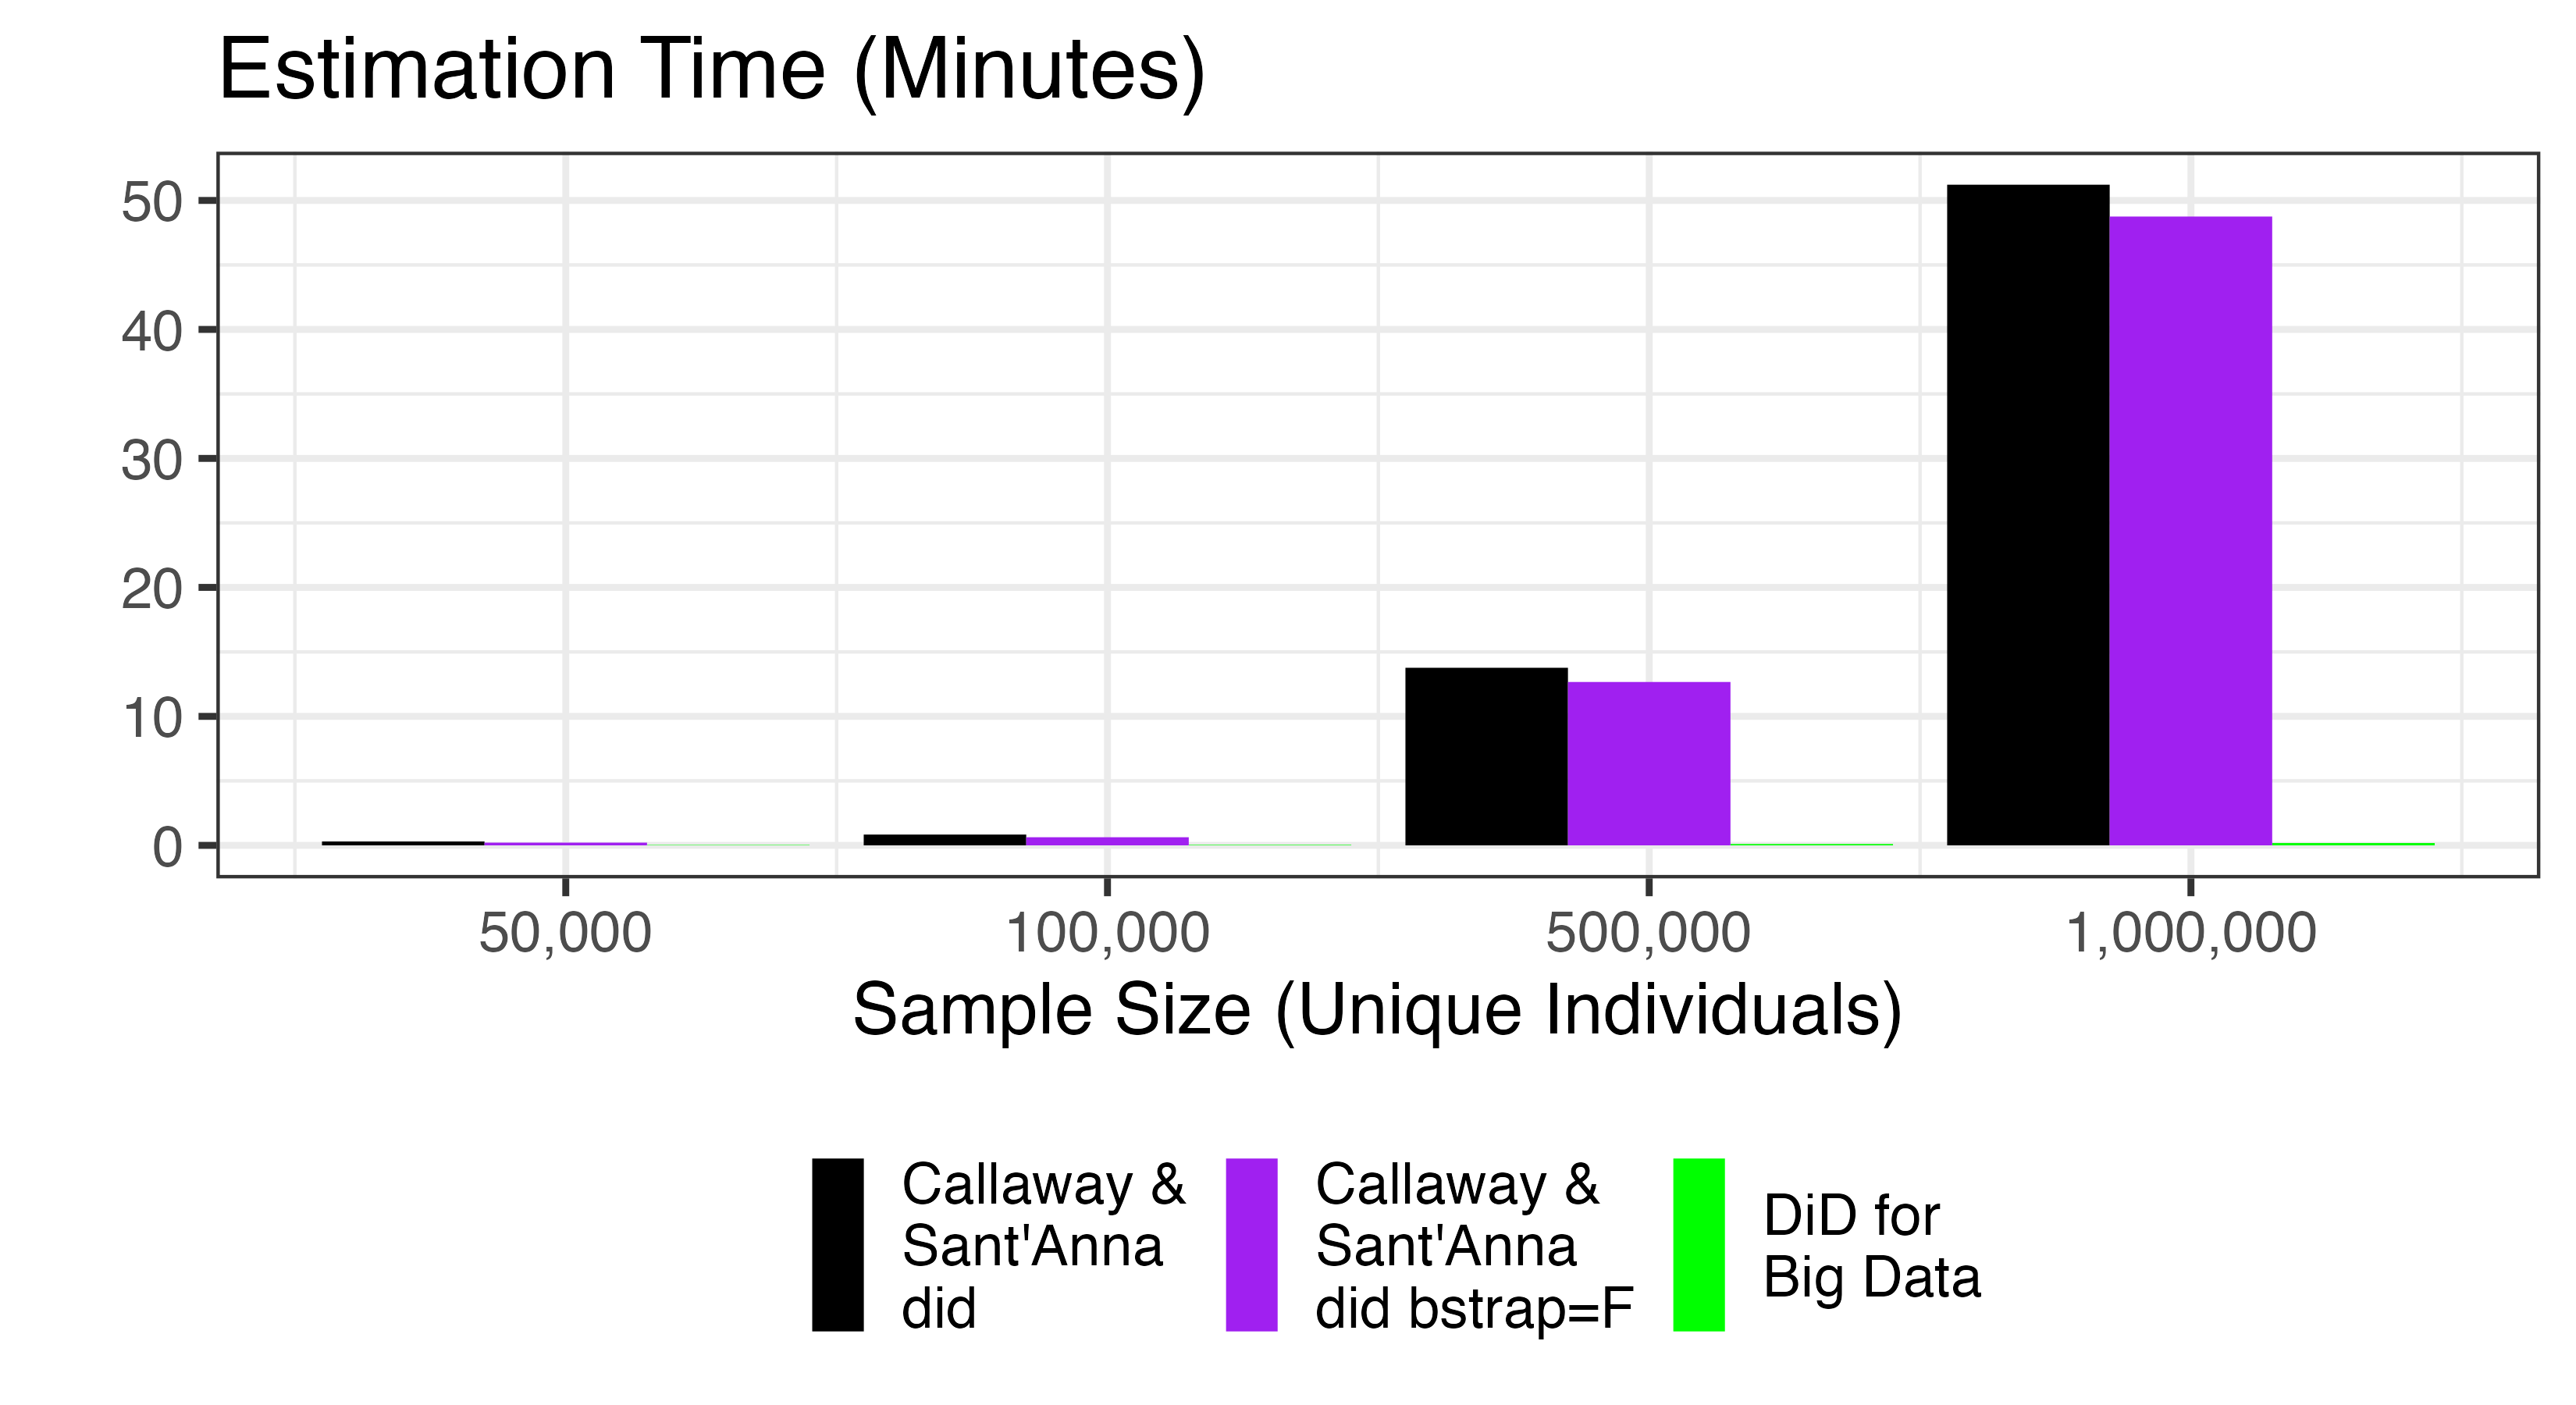 Estimation Time (Minutes)
50
40
30
20
10
0
50,000 100,000 500,000 1,000,000
Sample Size (Unique Individuals)
Callaway &
Sant'Anna
did
Callaway &
Sant'Anna
did bstrap=F
DiD for
Big Data